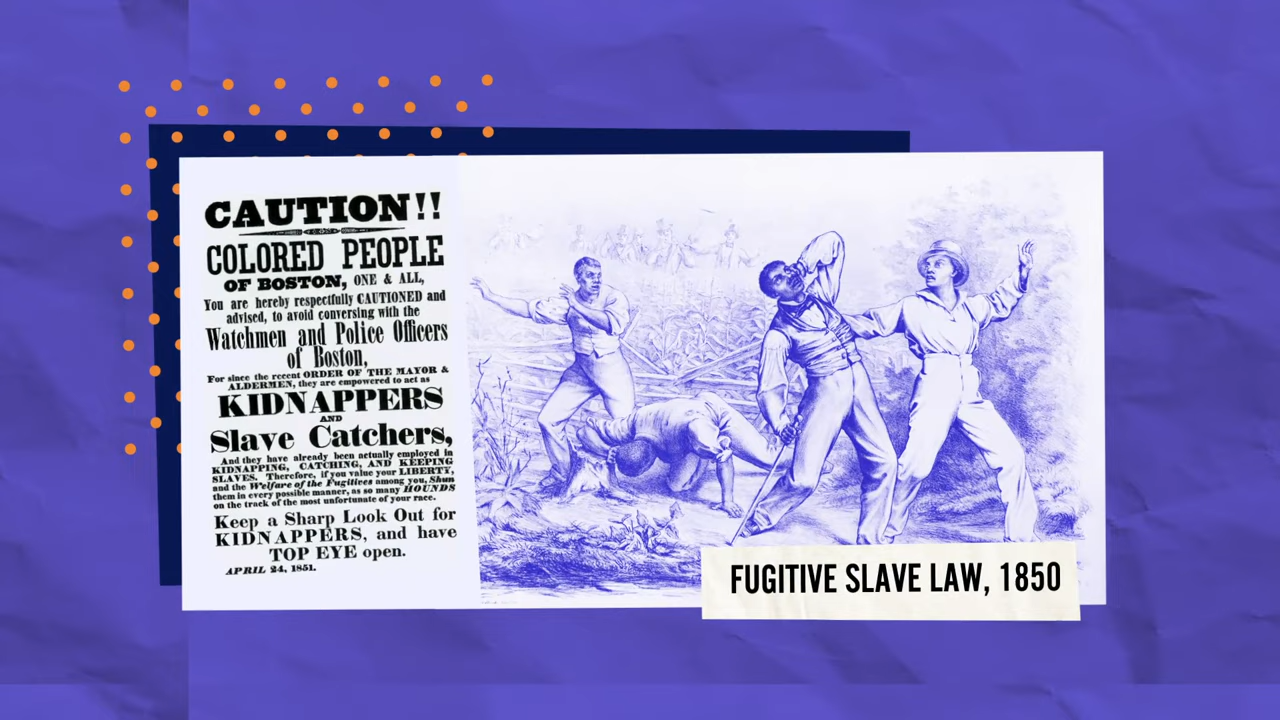 CAUTION!!
COLORED PEOPLE
OF BOSTON, ONE & ALL,
You are hereby respectfully CAUTIONED and
advised, to avoid conversing with the
Watchmen and Police Officers
of Boston,
For since the recent ORDER OF THE MAYOR &
ALDERMEN, they are empowered to act as
KIDNAPPERS
AND
Slave Catchers,
And they have already been actually employed in
KIDNAPPING, CATCHING, AND KEEPING
SLAVES. Therefore, if you value your LIBERTY,
and the Welfare of the Fugitives among you, Shun
them in every possible manner, as so many HOUNDS
on the track of the most unfortunate of your race.
Keep a Sharp Look Out for
KIDNAPPERS, and have
TOP EYE open.
APRIL 24, 1851.
FUGITIVE SLAVE LAW, 1850